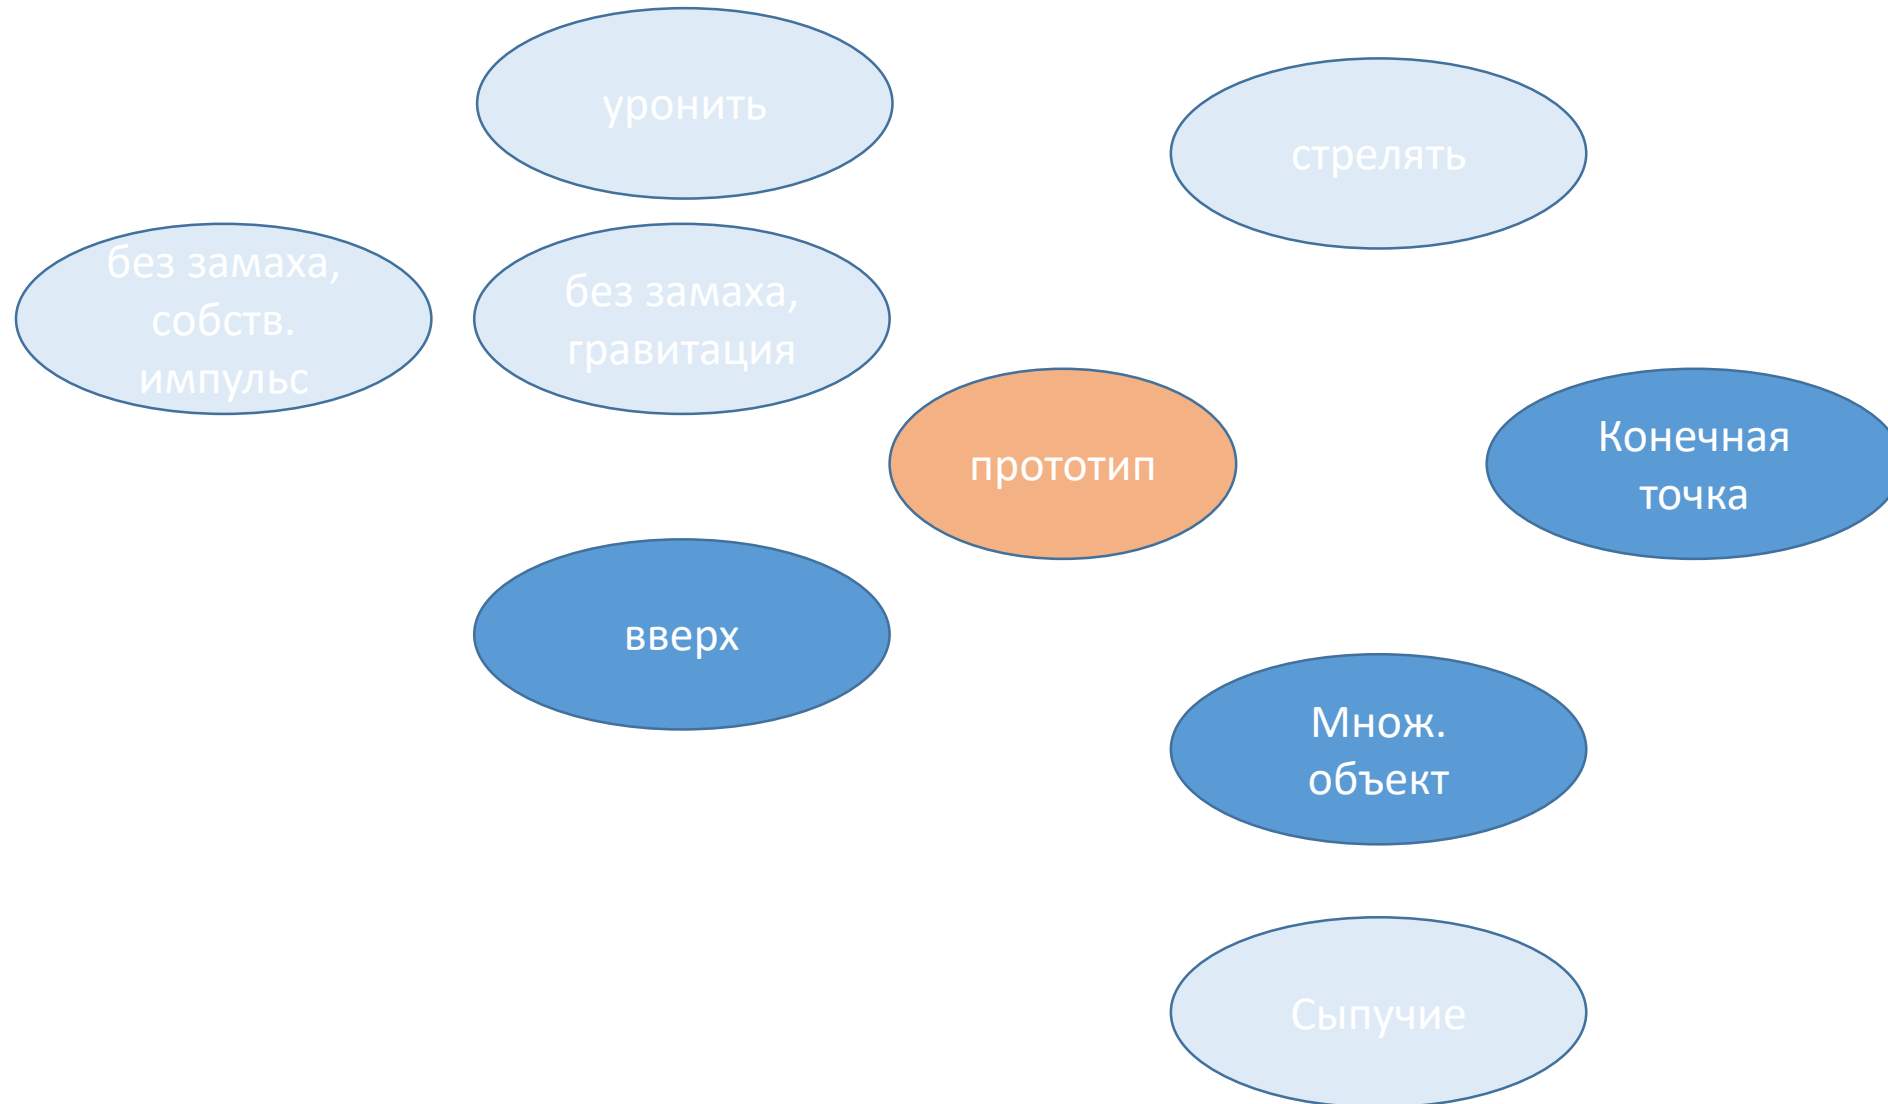 уронить
стрелять
без замаха,
собств.
импульс
без замаха,
гравитация
прототип
Конечная
точка
вверх
Множ.
объект
Сыпучие